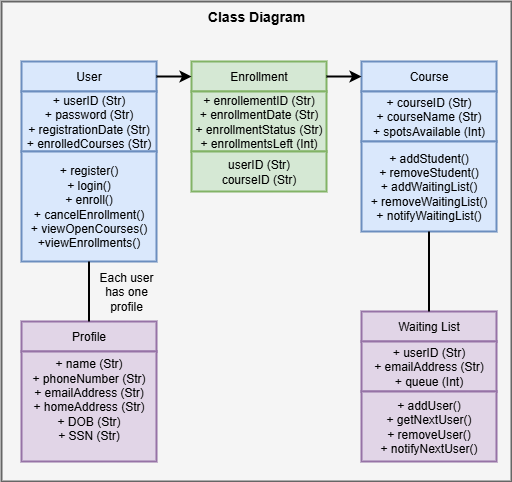 Class Diagram
User
+ userID (Str)
+ password (Str)
+ registrationDate (Str)
+ enrolledCourses (Str)
+ register()
+ login()
+ enroll()
+ cancelEnrollment()
+ viewOpenCourses()
+viewEnrollments()
Enrollment
+ enrollementID (Str)
+ enrollmentDate (Str)
+ enrollmentStatus (Str)
+ enrollmentsLeft (Int)
userID (Str)
courseID (Str)
Course
+ courseID (Str)
+ courseName (Str)
+ spotsAvailable (Int)
+ addStudent()
+ removeStudent()
+ addWaitingList()
+ removeWaitingList()
+ notifyWaitingList()
Each user
has one
profile
Profile
+ name (Str)
+ phoneNumber (Str)
+ emailAddress (Str)
+ homeAddress (Str)
+ DOB (Str)
+ SSN (Str)
Waiting List
+ userID (Str)
+ emailAddress (Str)
+ queue (Int)
+ addUser()
+ getNextUser()
+ removeUser()
+ notifyNextUser()